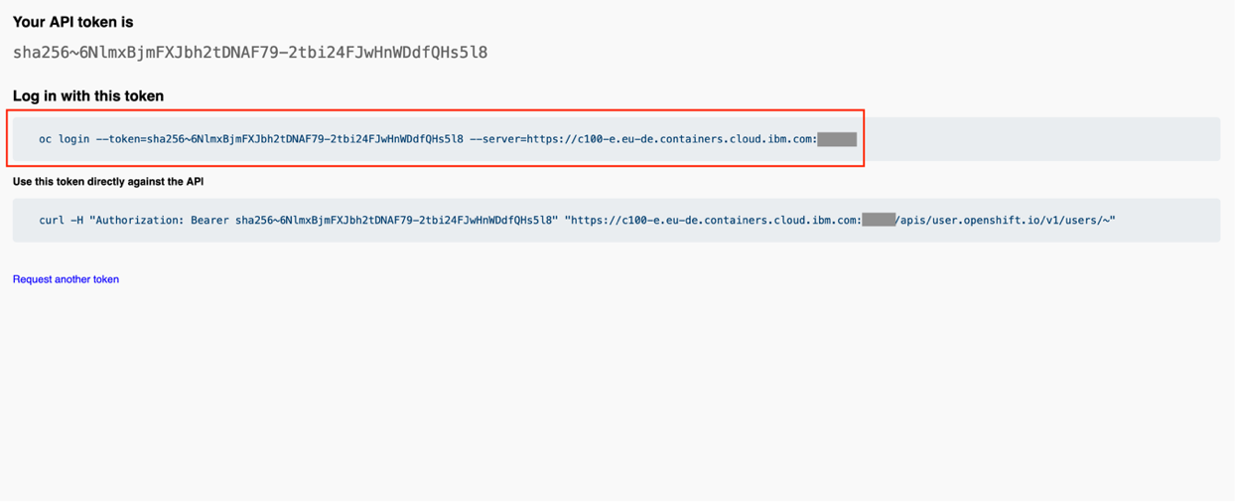 Your API token is
sha256~6NlmxBjmFXJbh2tDNAF79-2tbi24FJwHnWDdfQHs5l8
Log in with this token
oc login --token=sha256~6NlmxBjmFXJbh2tDNAF79-2tbi24FJwHnWDdfQHs5l8 --server=https://c100-e.eu-de.containers.cloud.ibm.com:
Use this token directly against the API
curl -H "Authorization: Bearer sha256~6NlmxBjmFXJbh2tDNAF79-2tbi24FJwHnWDdfQHs5l8" "https://c100-e.eu-de.containers.cloud.ibm.com: /apis/user.openshift.io/v1/users/~"
Request another token